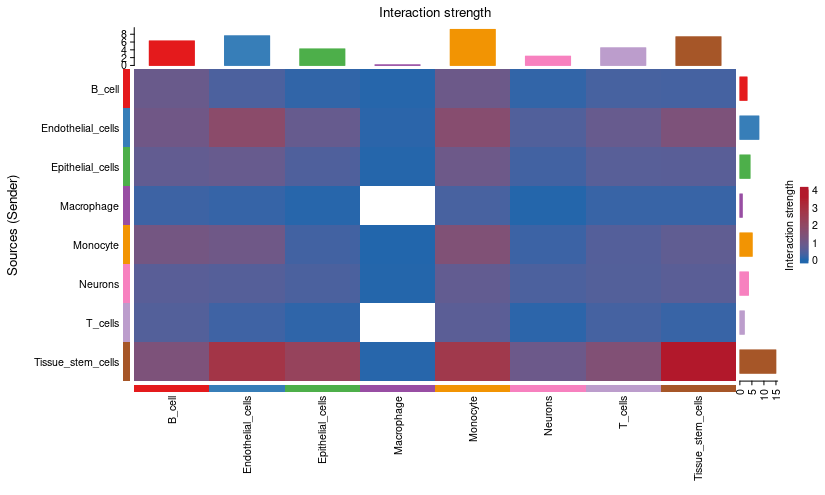 Interaction strength
8
6
4
2
0
B_cell
Endothelial_cells
Epithelial_cells
Macrophage
Monocyte
Neurons
T_cells
Tissue_stem_cells
Sources (Sender)
0
5
10
15
B_cell
Endothelial_cells
Epithelial_cells
Macrophage
Monocyte
Neurons
T_cells
Tissue_stem_cells
Interaction strength
4
3
2
1
0